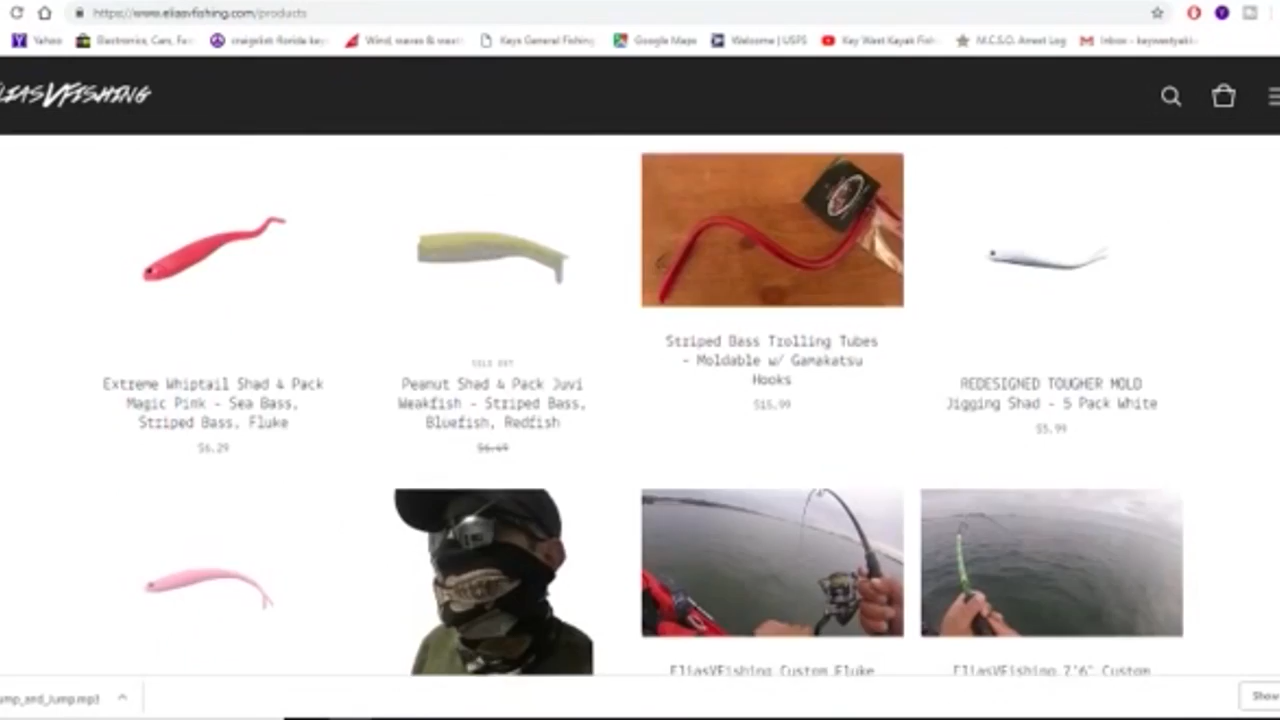 https://www.eliasvfishing.com/products
Yahoo
Electronics, Cars, Fa
craigslist: florida key
Wind, waves & weat
Keys General Fishing
Google Maps
Welcome | USPS
Key West Kayak Fish
M.C.S.O. Arrest Log
Inbox - keywestyak
ELIASVFISHING
Extreme Whiptail Shad 4 Pack
Magic Pink - Sea Bass,
Striped Bass, Fluke
$6.29
SOLD OUT
Peanut Shad 4 Pack Juvi
Weakfish - Striped Bass,
Bluefish, Redfish
$6.49
Striped Bass Trolling Tubes
- Moldable w/ Gamakatsu
Hooks
$15.99
REDESIGNED TOUGHER MOLD
Jigging Shad - 5 Pack White
$5.99
EliasVFishing Custom Fluke
EliasVFishing 7'6" Custom
ump_and_Jump.mp3
Show